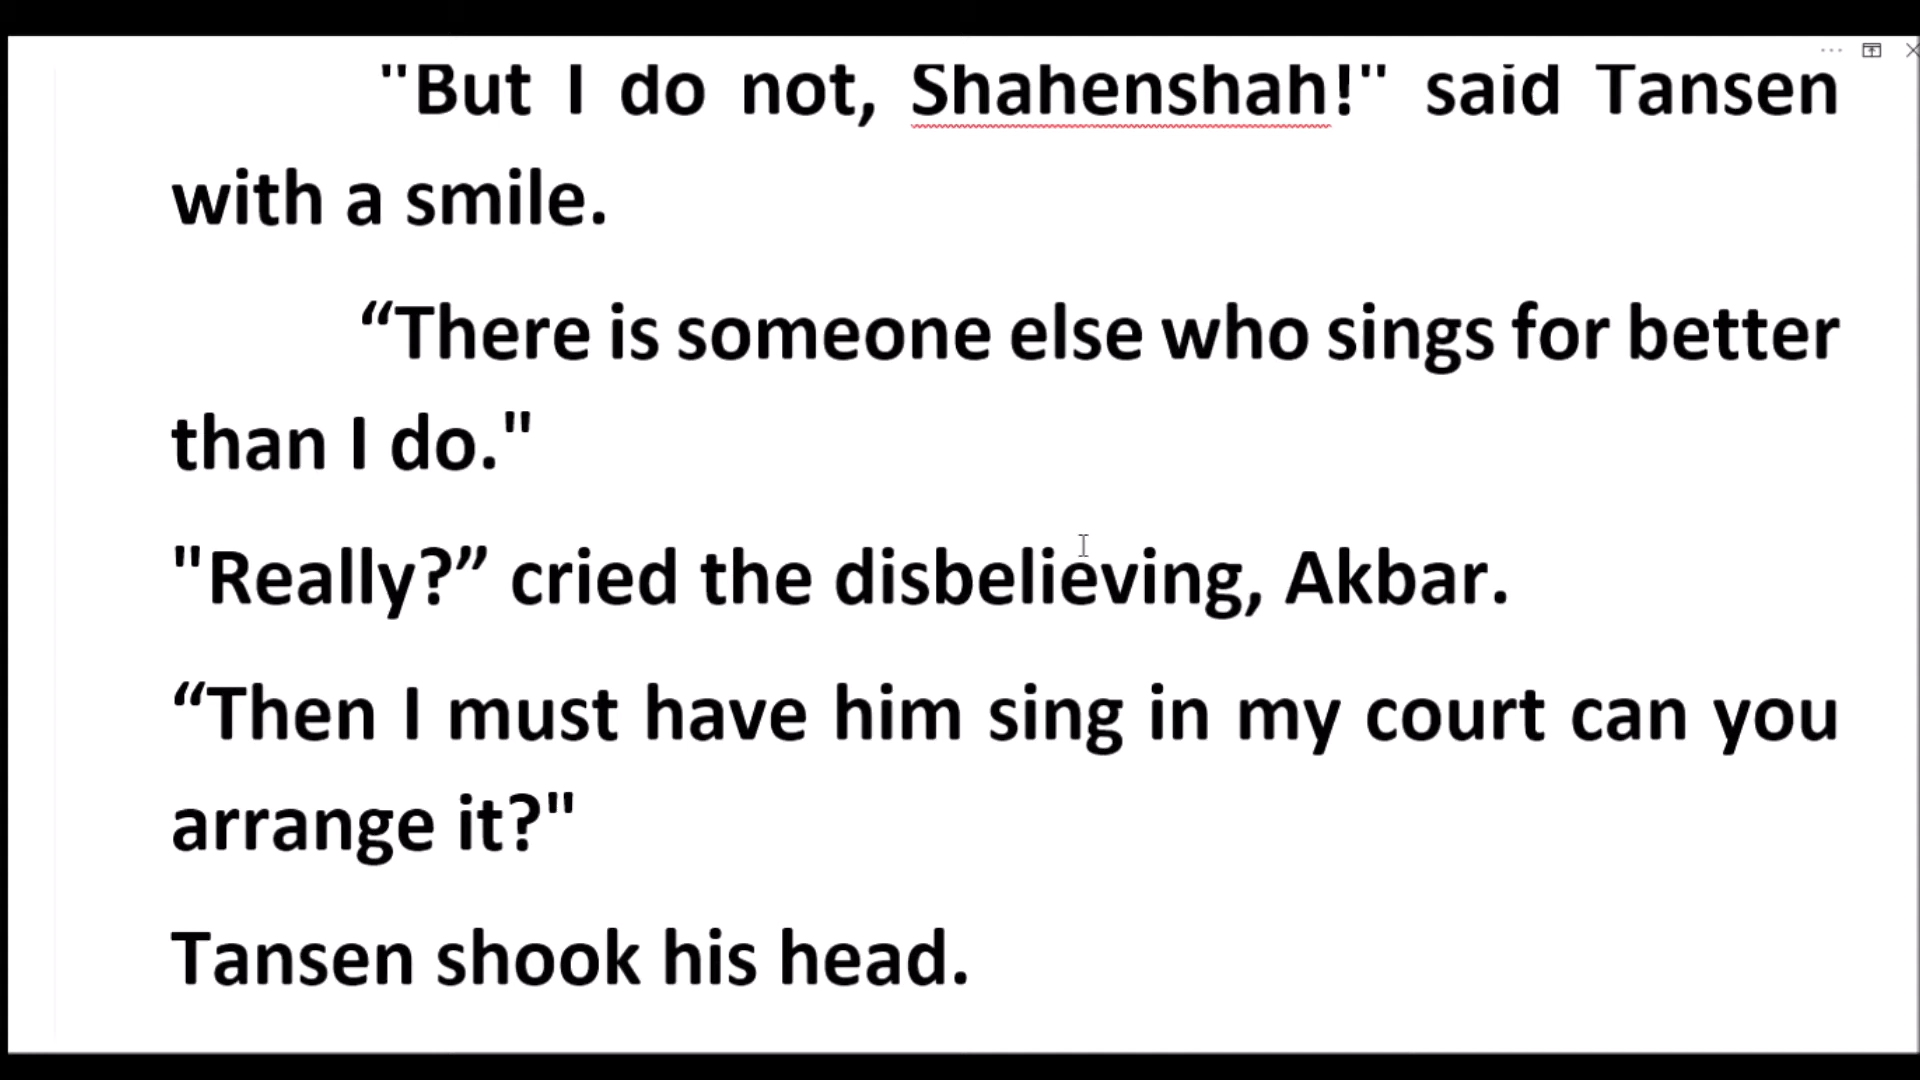 "But I do not, Shahenshah!" said Tansen
with a smile.
“There is someone else who sings for better
than I do."
"Really?” cried the disbelieving, Akbar.
“Then I must have him sing in my court can you
arrange it?"
Tansen shook his head.